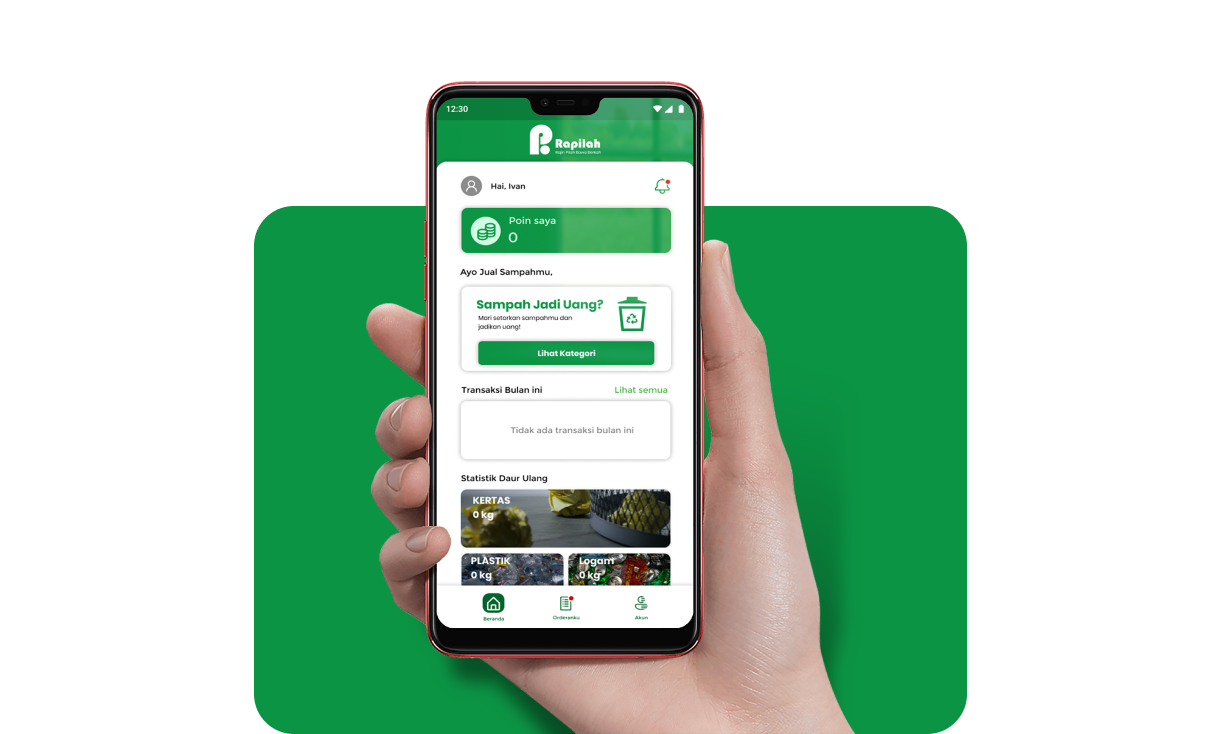 12:30
Rapilah
Hai, Ivan
Poin saya
0
Ayo Jual Sampahmu,
Sampah Jadi Uang?
Mari setorkan sampahmu dan
jadikan uang!
Lihat Kategori
Transaksi Bulan ini
Lihat semua
Tidak ada transaksi bulan ini
Statistik Daur Ulang
KERTAS
0 kg
PLASTIK
0 kg
Logam
0 kg
Beranda
Orderanku
Akun